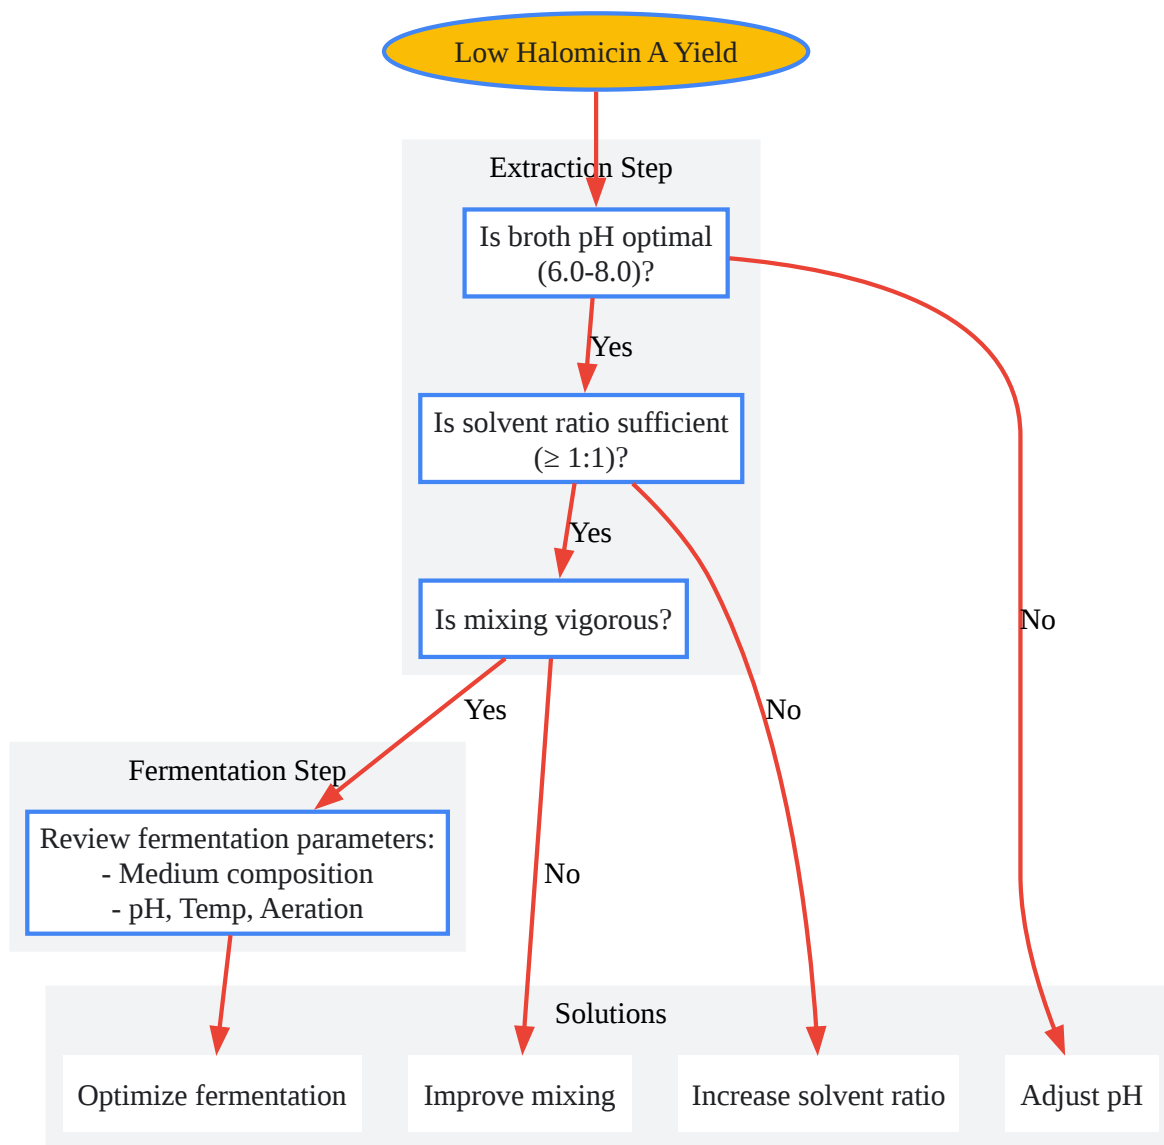 Low Halomicin A Yield
Extraction Step
Is broth pH optimal
(6.0-8.0)?
Yes
Is solvent ratio sufficient
(≥ 1:1)?
Yes
Is mixing vigorous?
No
Yes
No
Fermentation Step
Review fermentation parameters:
- Medium composition
- pH, Temp, Aeration
No
Solutions
Optimize fermentation
Improve mixing
Increase solvent ratio
Adjust pH